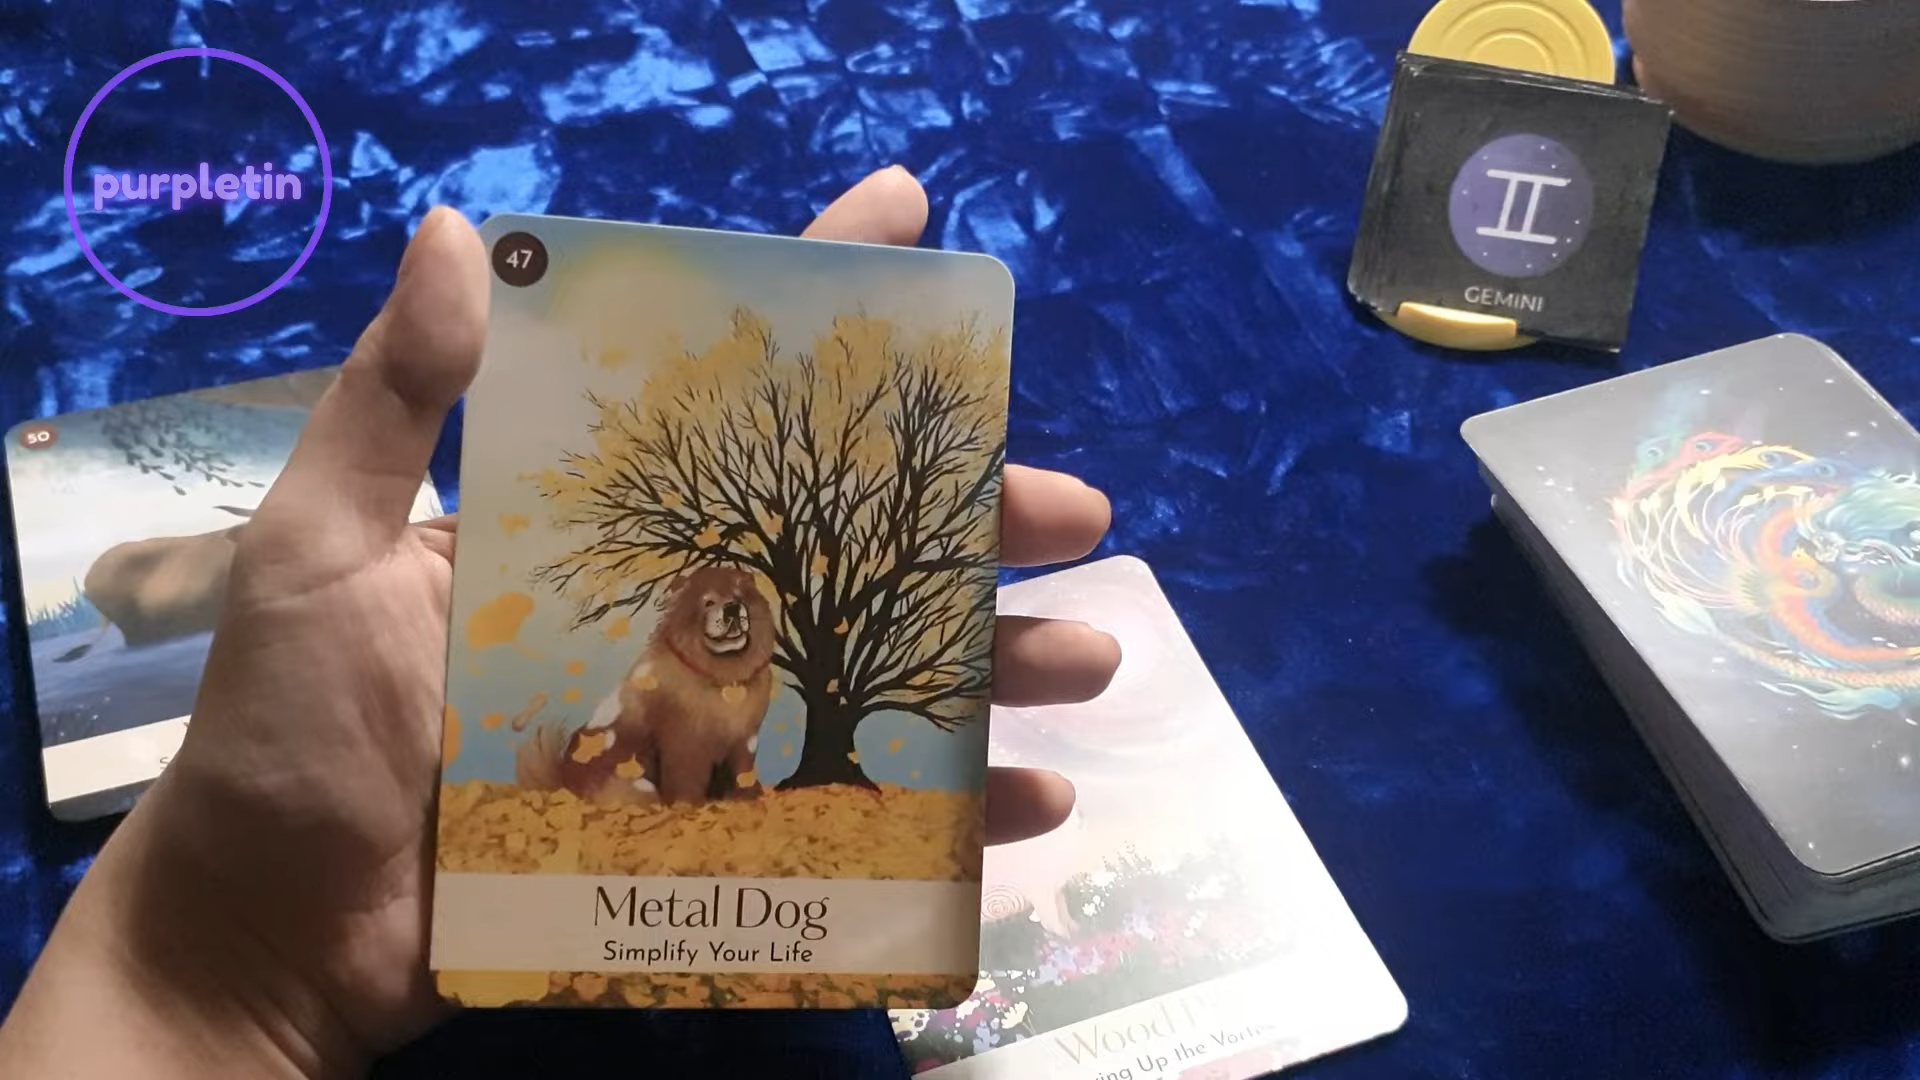 purpletin
47
GEMINI
50
Metal Dog
Simplify Your Life
Wood
Up the